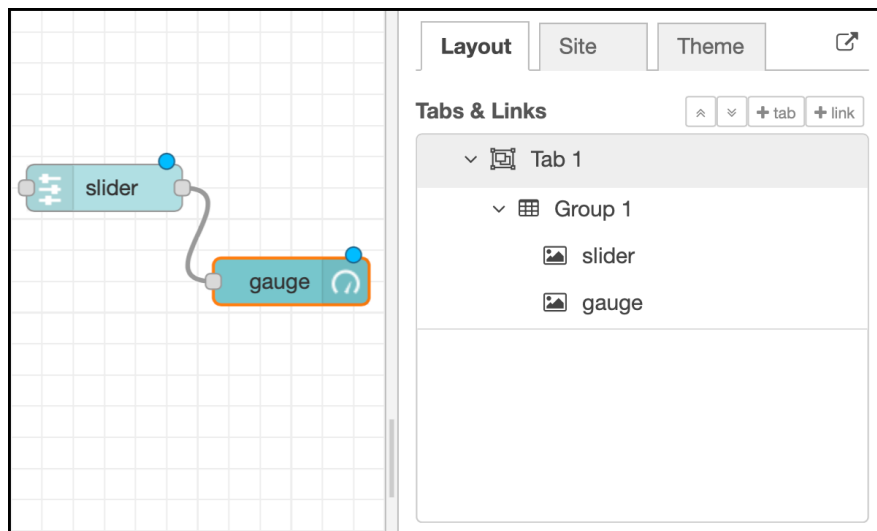 slider
gauge
Layout
Site
Theme
Tabs & Links
+ tab
+ link
Tab 1
Group 1
slider
gauge